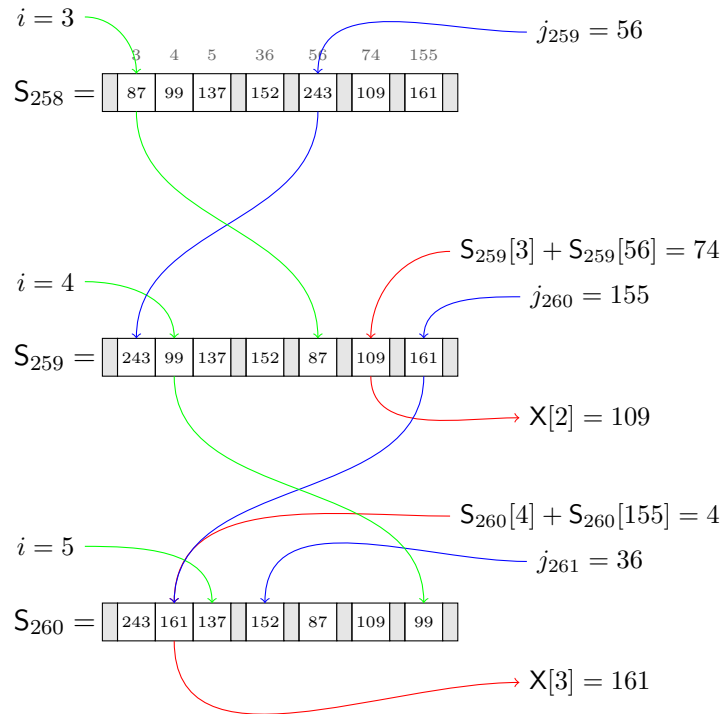 i = 3
j₂₅₉ = 56
3 4 5 36 56 74 155
S₂₅₈ = 87 99 137 152 243 109 161
S₂₅₉[3] + S₂₅₉[56] = 74
i = 4
j₂₆₀ = 155
S₂₅₉ = 243 99 137 152 87 109 161
X[2] = 109
S₂₆₀[4] + S₂₆₀[155] = 4
i = 5
j₂₆₁ = 36
S₂₆₀ = 243 161 137 152 87 109 99
X[3] = 161